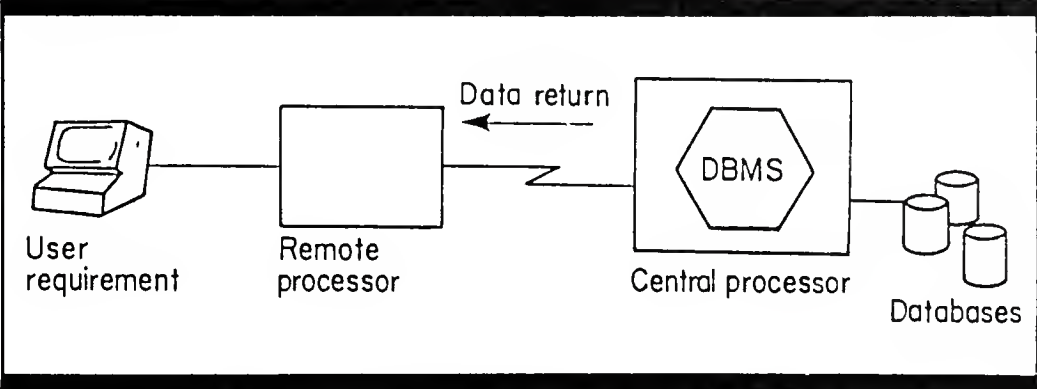 Data return
DBMS
User
requirement
Remote
processor
Central processor
Databases